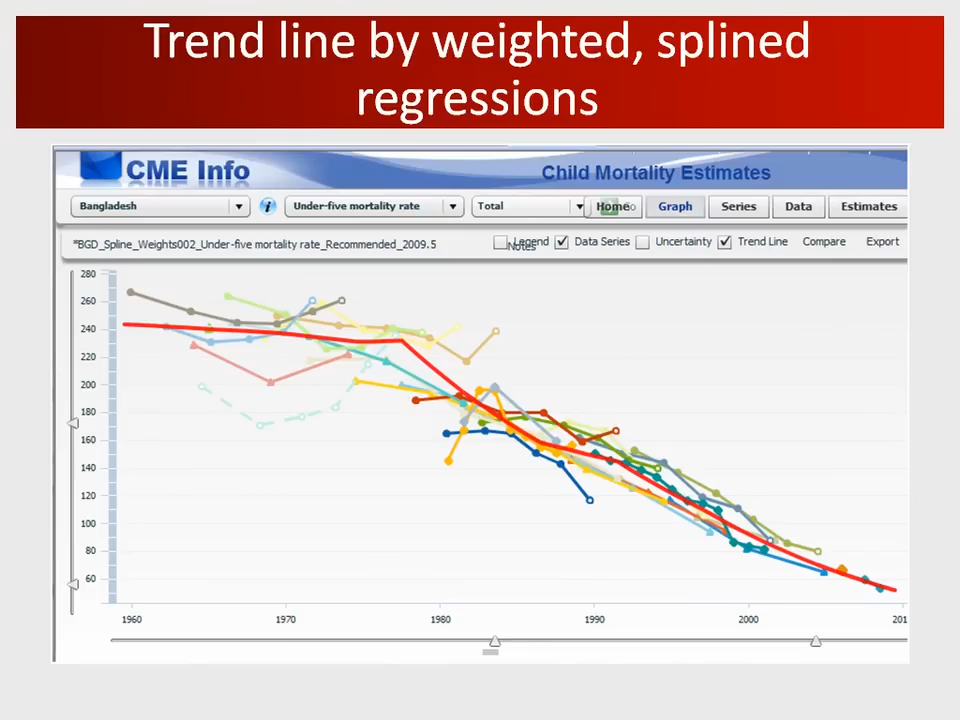 Trend line by weighted, splined
regressions
CME Info
Child Mortality Estimates
Bangladesh
i
Under-five mortality rate
Total
Home
Graph
Series
Data
Estimates
*BGD_Spline_Weights002_Under-five mortality rate_Recommended_2009.5
Legend
Notes
Data Series
Uncertainty
Trend Line
Compare
Export
280
260
240
220
200
180
160
140
120
100
80
60
1960
1970
1980
1990
2000
201